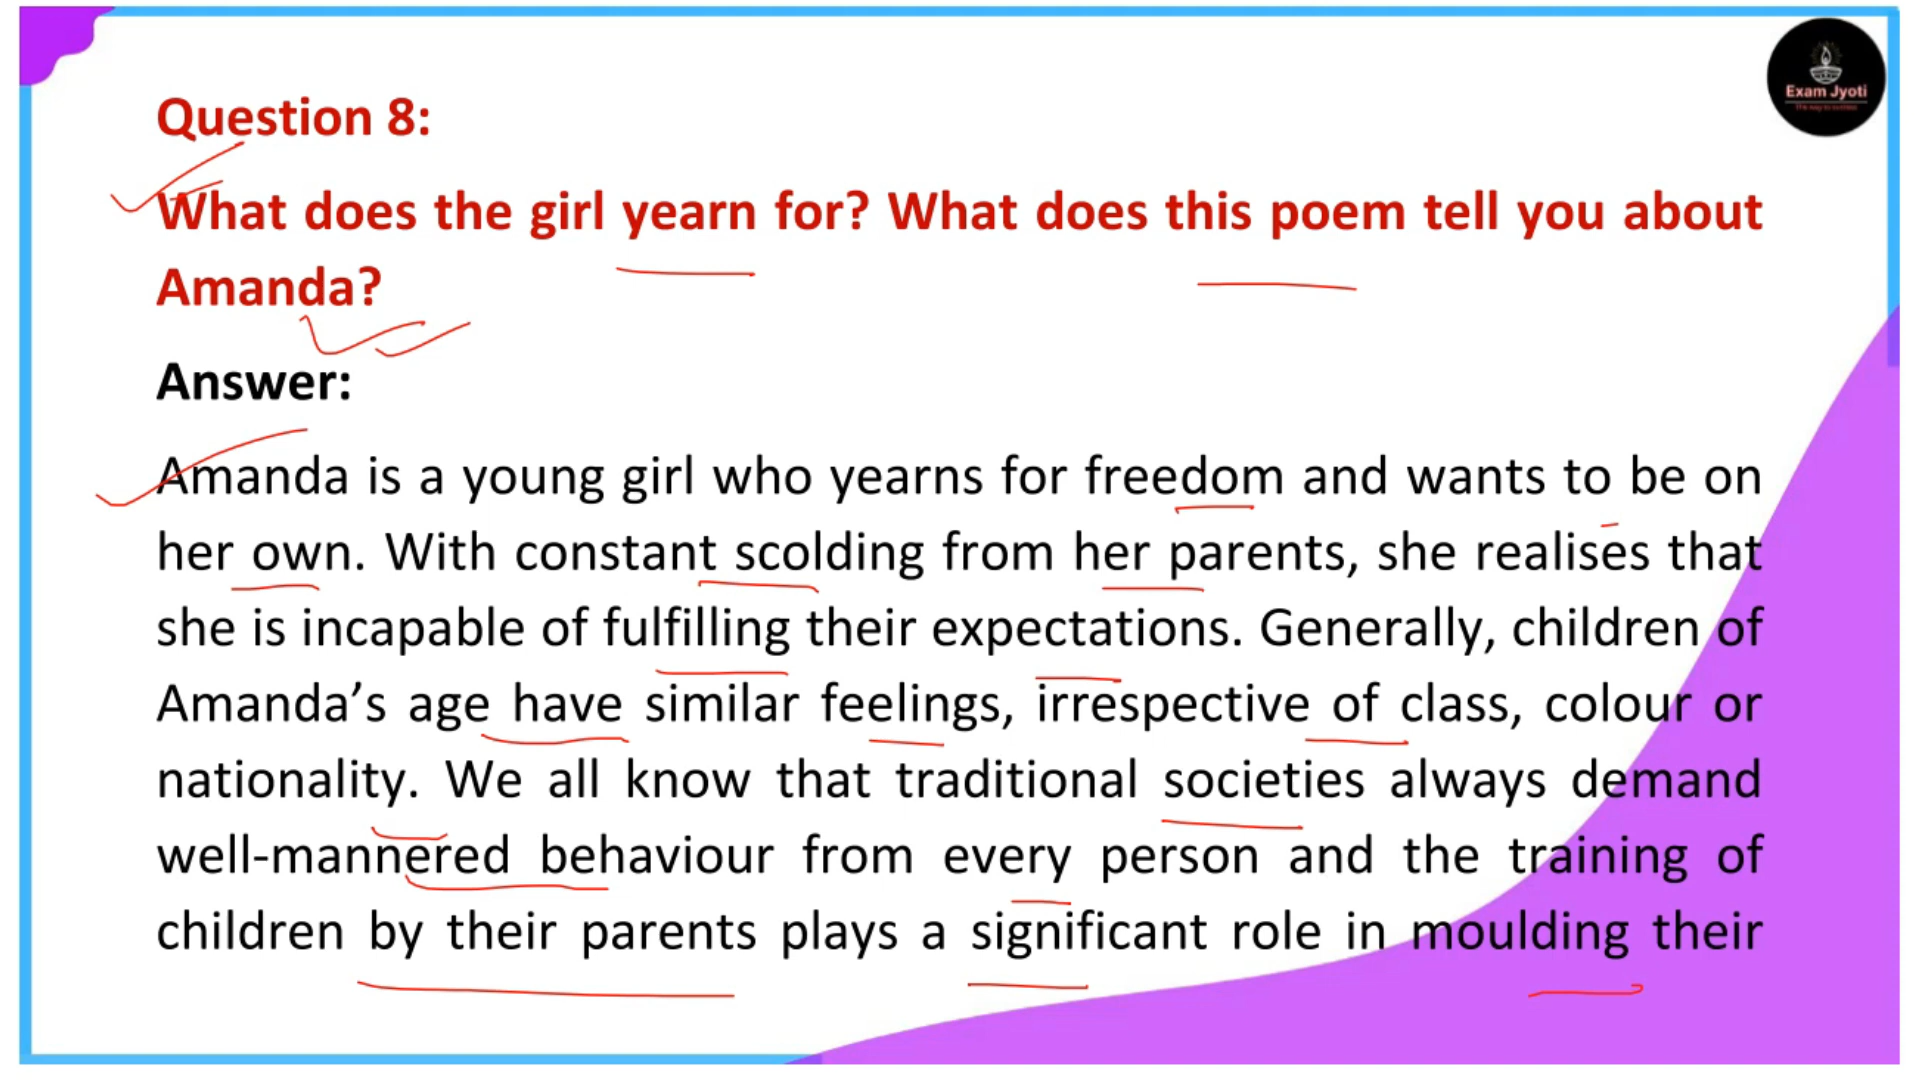 Exam Jyoti
Question 8:
What does the girl yearn for? What does this poem tell you about
Amanda?
Answer:
Amanda is a young girl who yearns for freedom and wants to be on
her own. With constant scolding from her parents, she realises that
she is incapable of fulfilling their expectations. Generally, children of
Amanda’s age have similar feelings, irrespective of class, colour or
nationality. We all know that traditional societies always demand
well-mannered behaviour from every person and the training of
children by their parents plays a significant role in moulding their